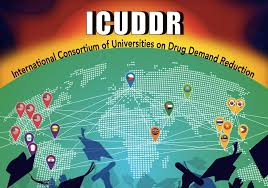 ICUDDR
International Consortium of Universities on Drug Demand Reduction